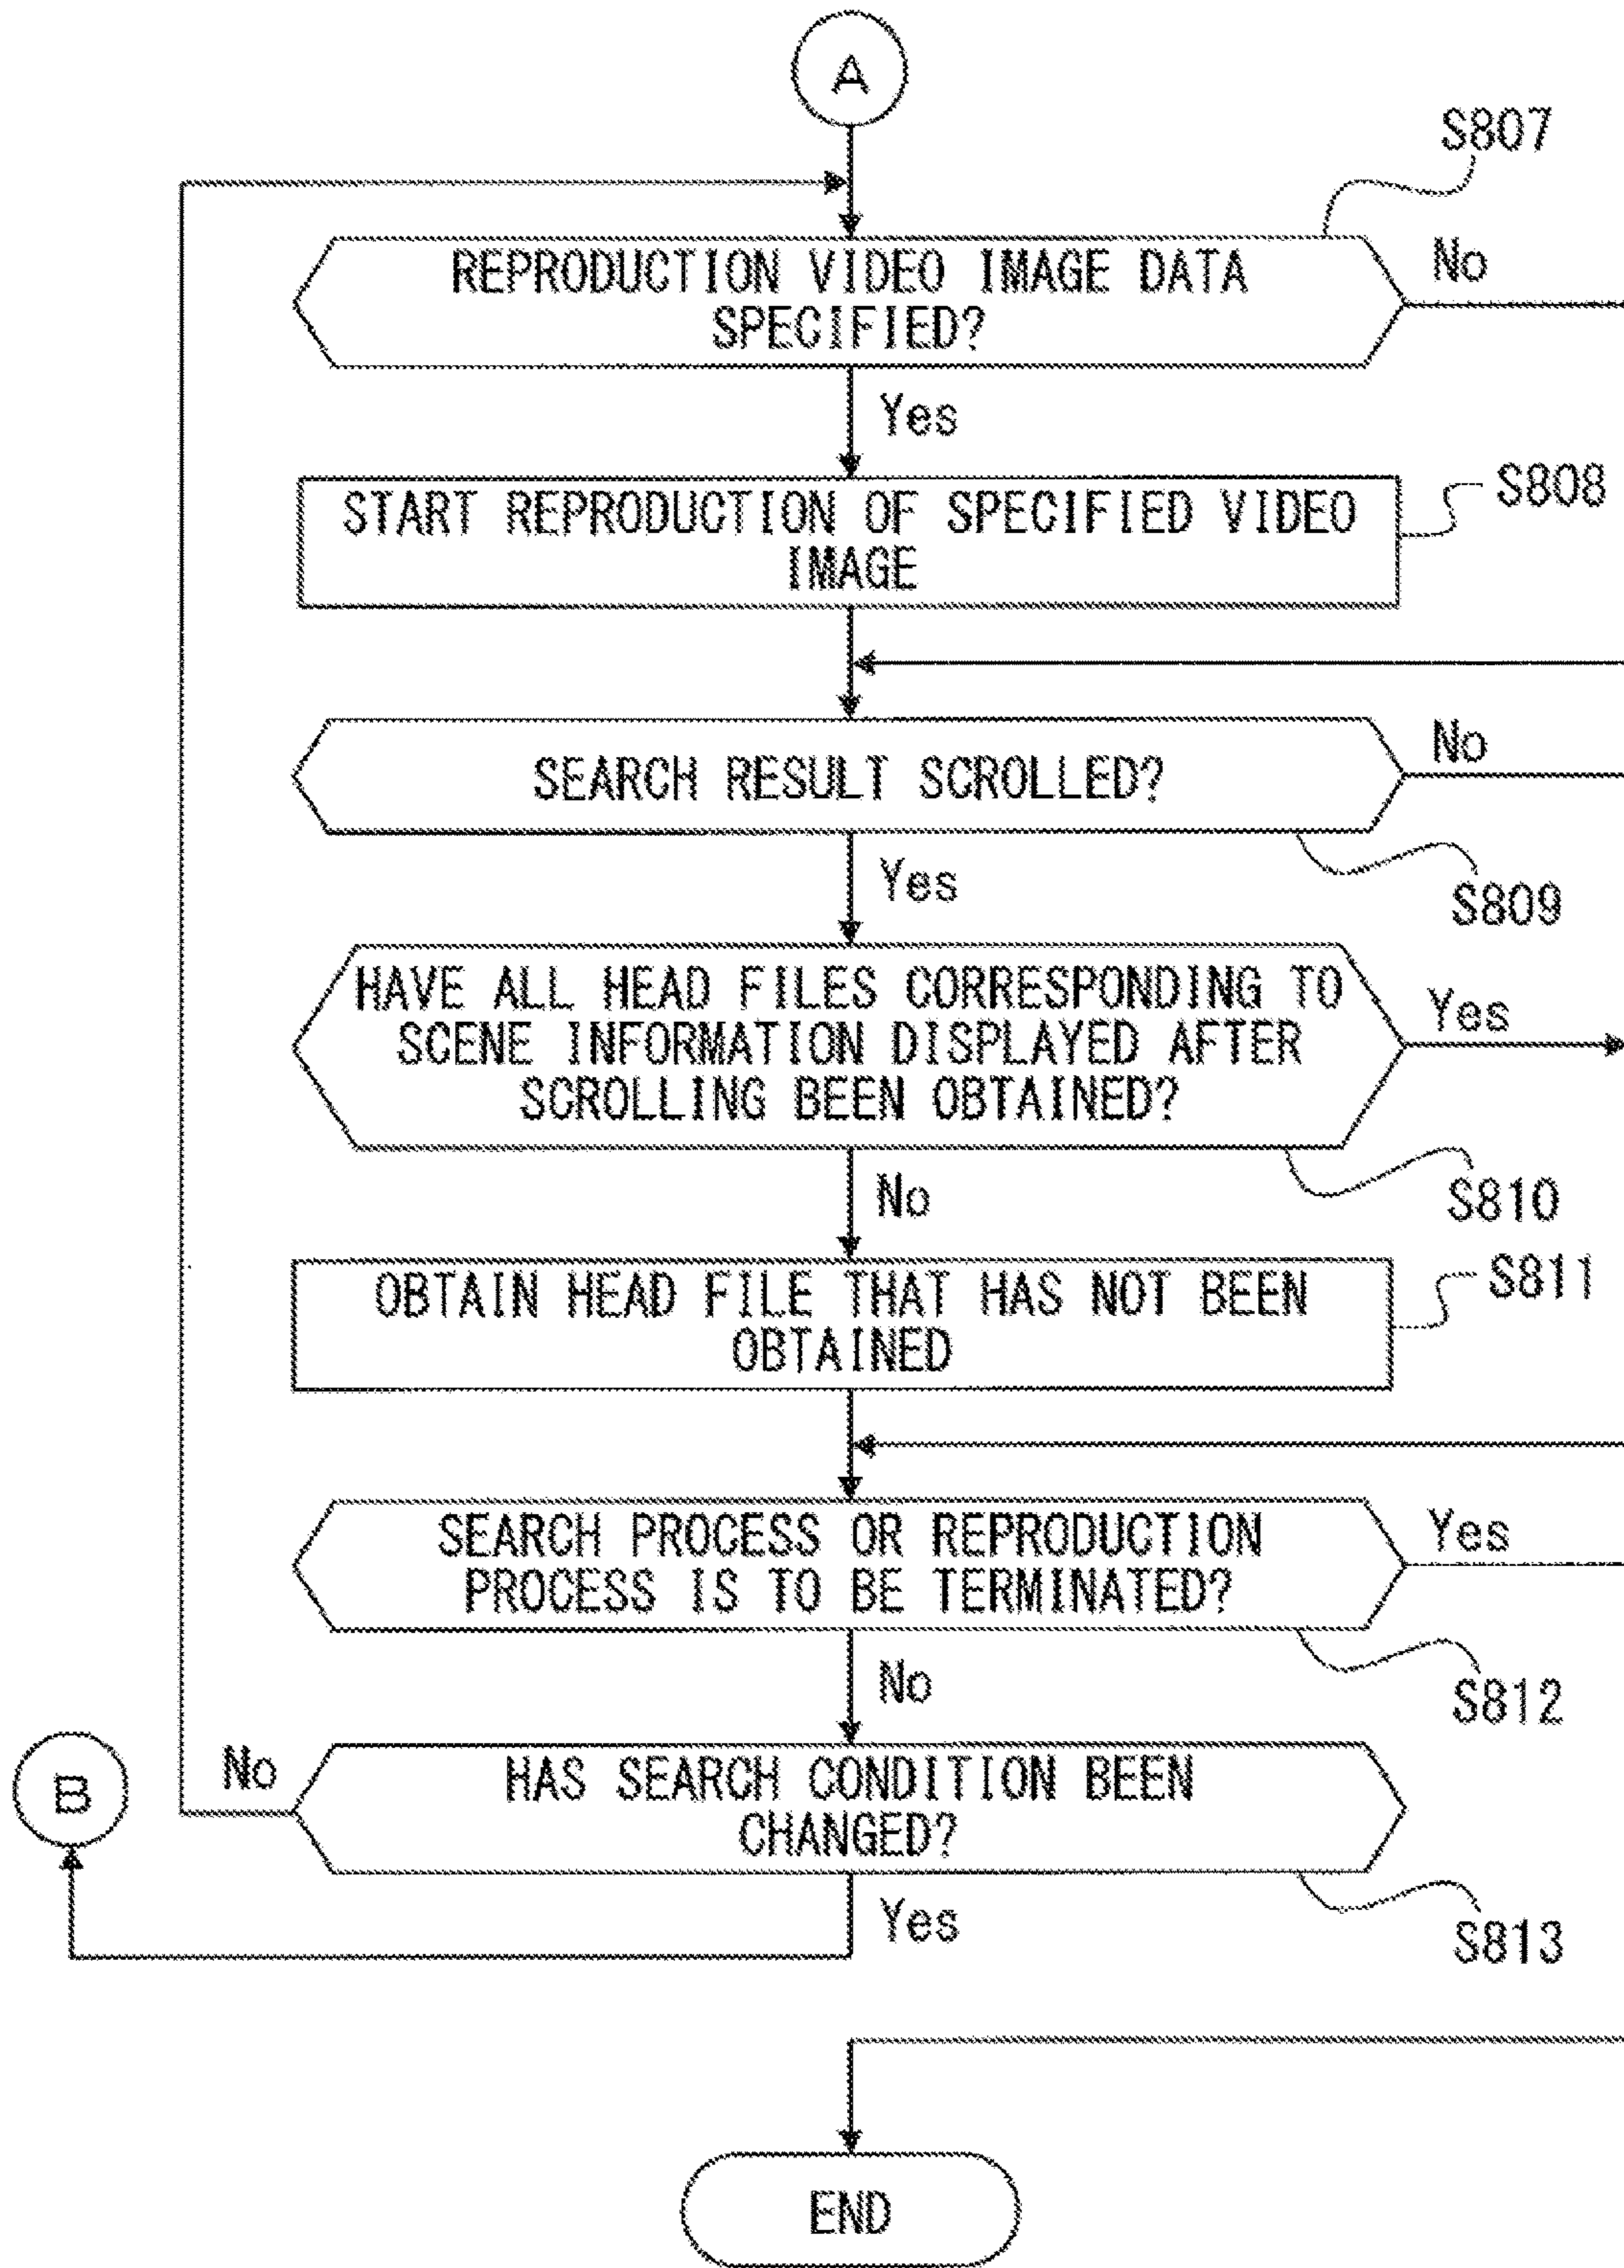 A
S807
REPRODUCTION VIDEO IMAGE DATA
SPECIFIED?
No
Yes
START REPRODUCTION OF SPECIFIED VIDEO
IMAGE
S808
SEARCH RESULT SCROLLED?
No
Yes
S809
HAVE ALL HEAD FILES CORRESPONDING TO
SCENE INFORMATION DISPLAYED AFTER
SCROLLING BEEN OBTAINED?
Yes
No
S810
OBTAIN HEAD FILE THAT HAS NOT BEEN
OBTAINED
S811
SEARCH PROCESS OR REPRODUCTION
PROCESS IS TO BE TERMINATED?
Yes
No
S812
B
No
HAS SEARCH CONDITION BEEN
CHANGED?
Yes
S813
END